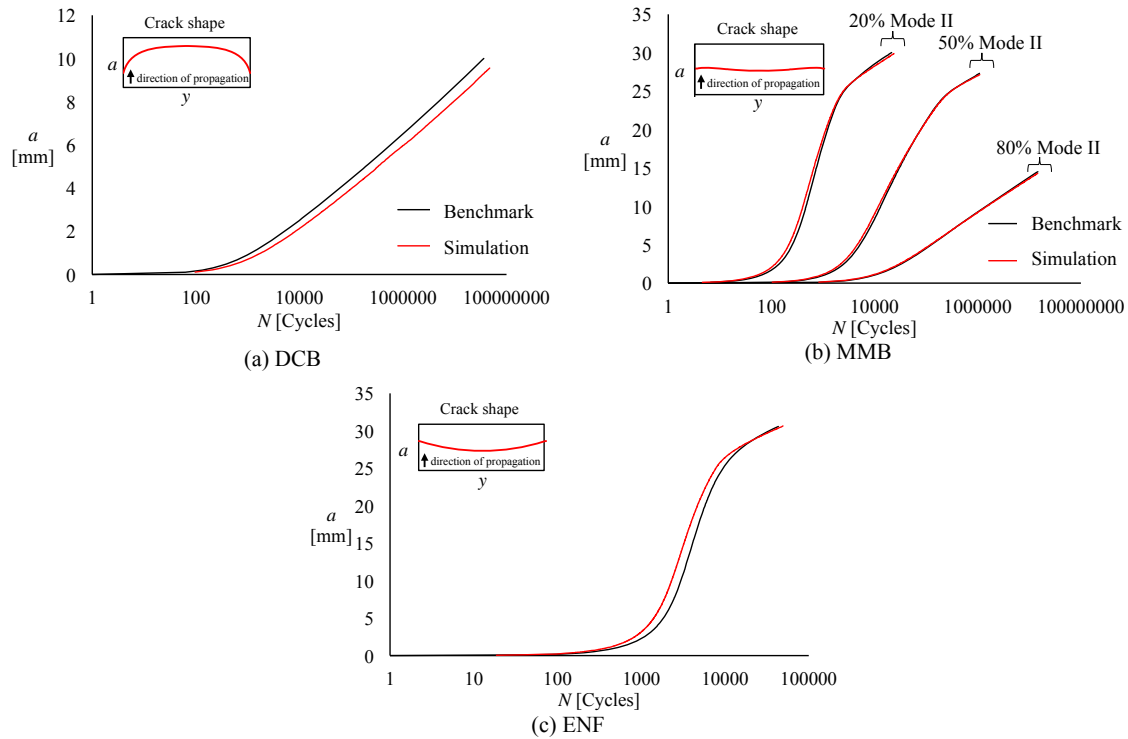 12
10
8
6
4
2
0
a
[mm]
Crack shape
a
direction of propagation
y
Benchmark
Simulation
1
100
10000
1000000
100000000
N [Cycles]
(a) DCB
35
30
25
20
15
10
5
0
a
[mm]
Crack shape
a
direction of propagation
y
20% Mode II
50% Mode II
80% Mode II
Benchmark
Simulation
1
100
10000
1000000
100000000
N [Cycles]
(b) MMB
35
30
25
20
15
10
5
0
a
[mm]
Crack shape
a
direction of propagation
y
1
10
100
1000
10000
100000
N [Cycles]
(c) ENF